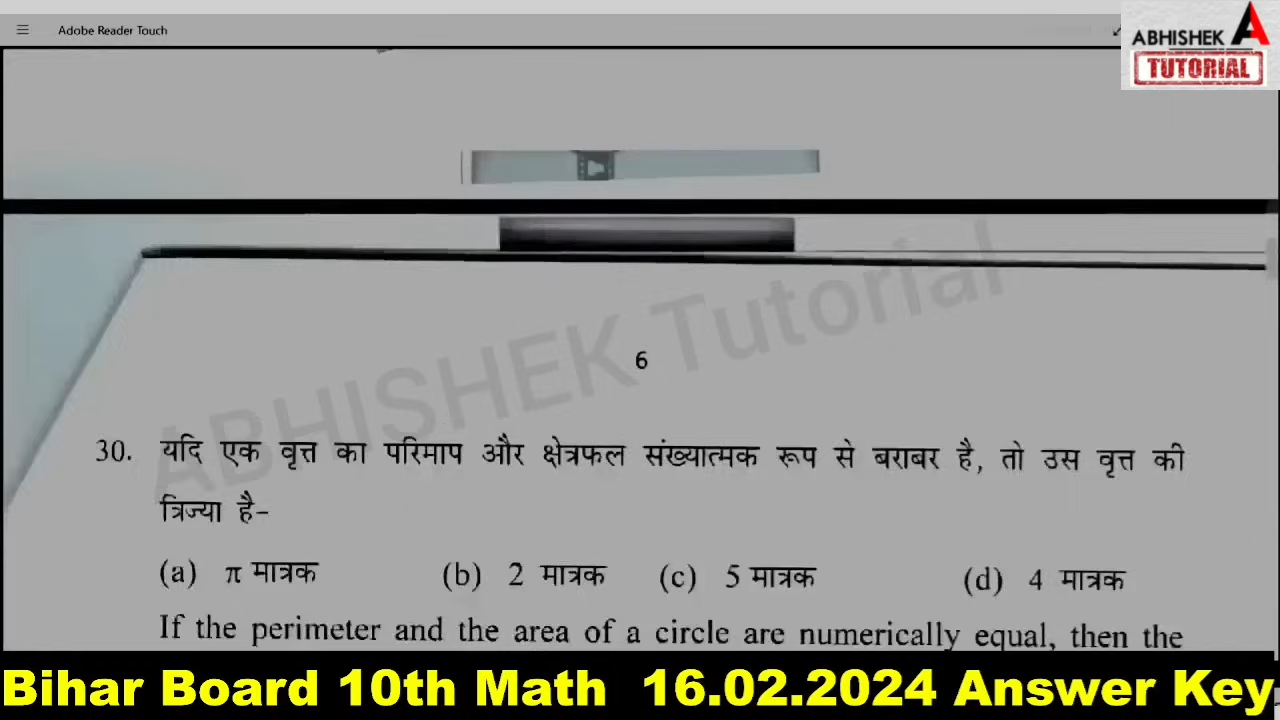 Adobe Reader Touch
ABHISHEK A
TUTORIAL
ABHISHEK Tutorial
6
30. यदि एक वृत्त का परिमाप और क्षेत्रफल संख्यात्मक रूप से बराबर है, तो उस वृत्त की
त्रिज्या है-
(a) π मात्रक (b) 2 मात्रक (c) 5 मात्रक (d) 4 मात्रक
If the perimeter and the area of a circle are numerically equal, then the
Bihar Board 10th Math 16.02.2024 Answer Key